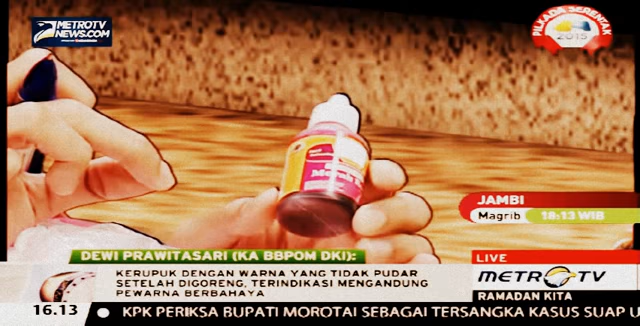 METROTV
NEWS.COM
PILKADA SERENTAK
2015
Merah
JAMBI
Magrib 18:13 WIB
DEWI PRAWITASARI (KA BBPOM DKI):
KERUPUK DENGAN WARNA YANG TIDAK PUDAR
SETELAH DIGORENG, TERINDIKASI MENGANDUNG
PEWARNA BERBAHAYA
LIVE
METRO TV
RAMADAN KITA
16.13
KPK PERIKSA BUPATI MOROTAI SEBAGAI TERSANGKA KASUS SUAP